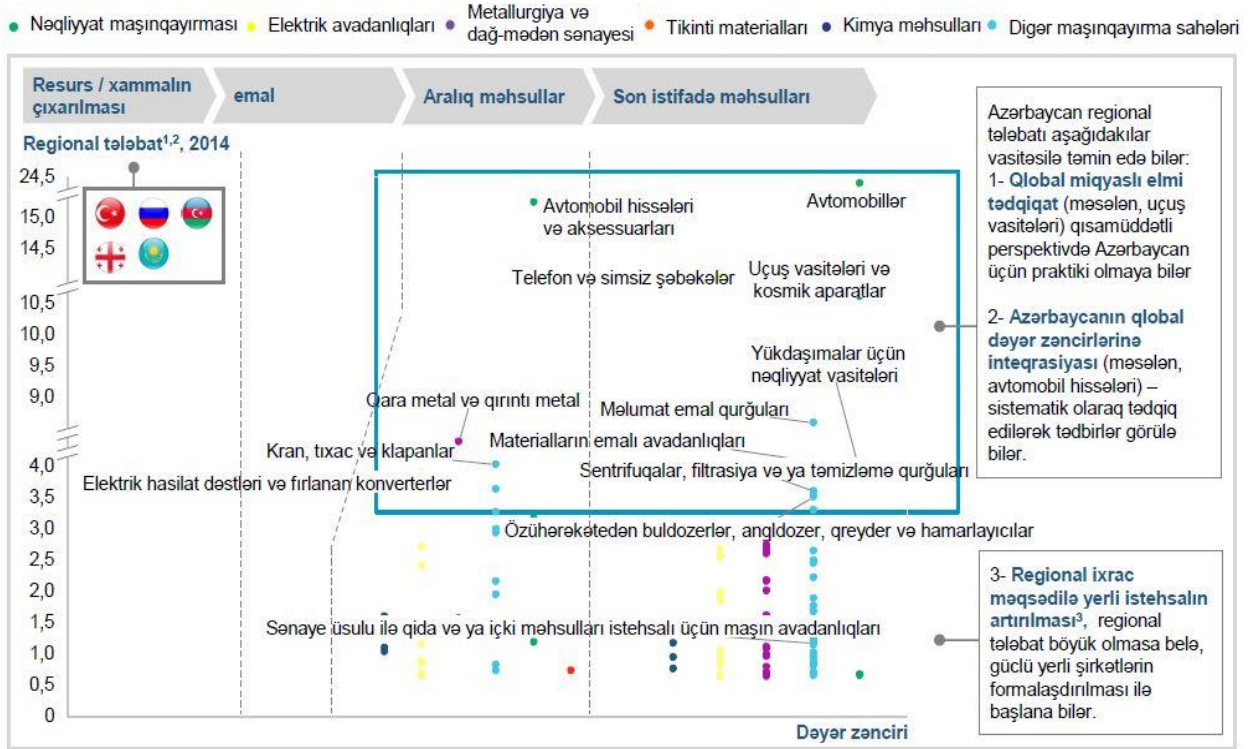 Nəqliyyat maşınqayırması
Elektrik avadanlıqları
Metallurgiya və
dağ-mədən sənayesi
Tikinti materialları
Kimya məhsulları
Digər maşınqayırma sahələri
Resurs / xammalın
çıxarılması
emal
Aralıq məhsullar
Son istifadə məhsulları
Regional tələbat1,2, 2014
24,5
15,0
14,5
10,5
10,0
9,5
9,0
4,0
3,5
3,0
2,5
2,0
1,5
1,0
0,5
0
Avtomobil hissələri
və aksessuarları
Avtomobillər
Telefon və simsiz şəbəkələr
Uçuş vasitələri və
kosmik aparatlar
Yükdaşımalar üçün
nəqliyyat vasitələri
Qara metal və qırıntı metal
Məlumat emal qurğuları
Kran, tıxac və klapanlar
Materialların emalı avadanlıqları
Sentrifuqalar, filtrasiya və ya təmizləmə qurğuları
Elektrik hasilat dəstləri və fırlanan konverterlər
Özühərəkətedən buldozerlər, anqldozer, qreyder və hamarlayıcılar
Sənaye üsulu ilə qida və ya içki məhsulları istehsalı üçün maşın avadanlıqları
Dəyər zənciri
Azərbaycan regional
tələbatı aşağıdakılar
vasitəsilə təmin edə bilər:
1- Qlobal miqyaslı elmi
tədqiqat (məsələn, uçuş
vasitələri) qısamüddətli
perspektivdə Azərbaycan
üçün praktiki olmaya bilər
2- Azərbaycanın qlobal
dəyər zəncirlərinə
inteqrasiyası (məsələn,
avtomobil hissələri) –
sistematik olaraq tədqiq
edilərək tədbirlər görülə
bilər.
3- Regional ixrac
məqsədilə yerli istehsalın
artırılması3, regional
tələbat böyük olmasa belə,
güclu yerli şirkətlərin
formalaşdırılması ilə
başlana bilər.